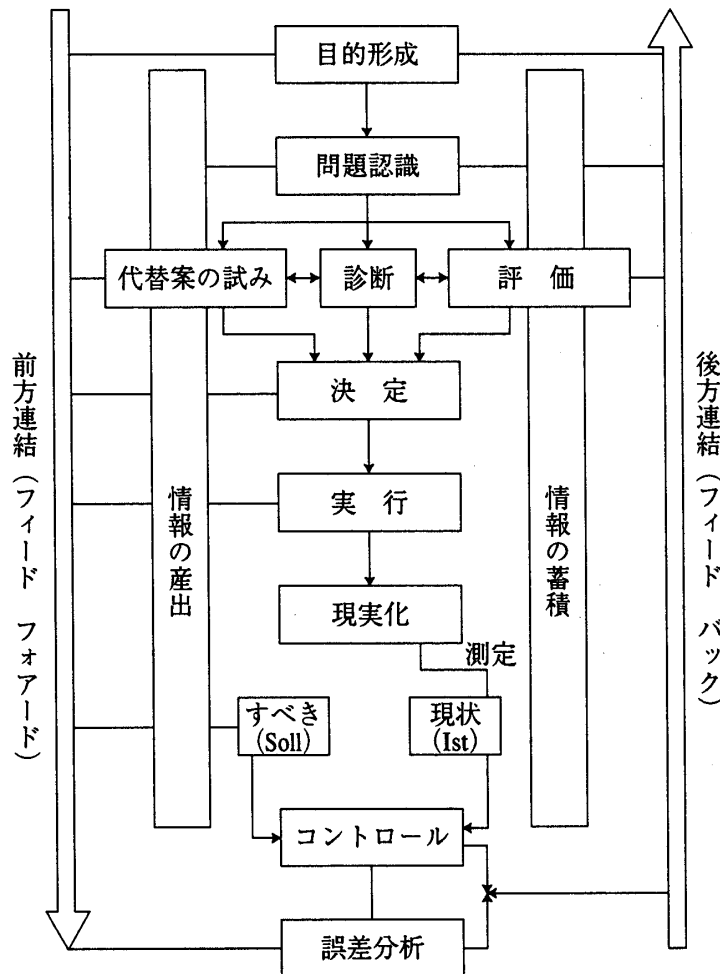 目的形成
問題認識
代替案の試み
診断
評 価
決 定
実 行
現実化
測定
すべき
(Soll)
現状
(Ist)
コントロール
誤差分析
前方連結(フィード フォアード)
情報の産出
情報の蓄積
後方連結(フィード バック)